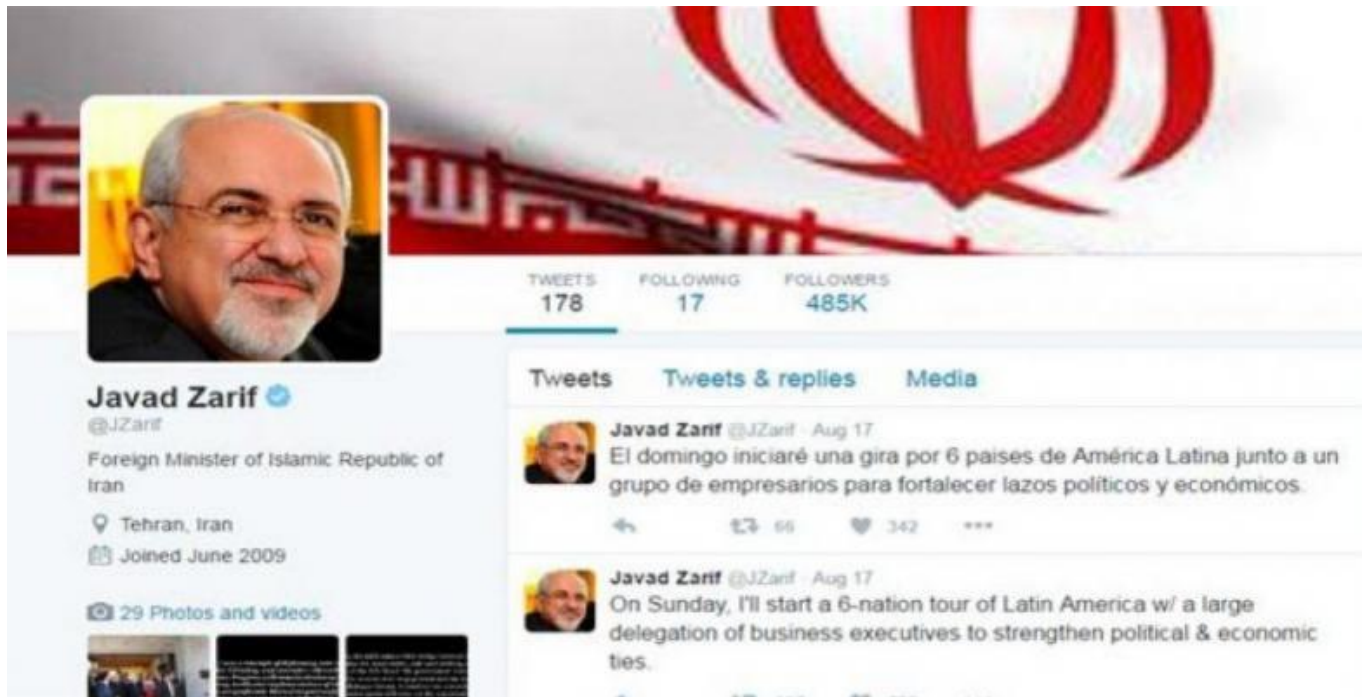 TWEETS FOLLOWING FOLLOWERS
178 17 485K
Javad Zarif
@JZarif
Foreign Minister of Islamic Republic of
Iran
Tehran, Iran
Joined June 2009
29 Photos and videos
Tweets Tweets & replies Media
Javad Zarif @JZarif · Aug 17
El domingo iniciaré una gira por 6 paises de América Latina junto a un
grupo de empresarios para fortalecer lazos políticos y económicos.
66 342
Javad Zarif @JZarif · Aug 17
On Sunday, I'll start a 6-nation tour of Latin America w/ a large
delegation of business executives to strengthen political & economic
ties.